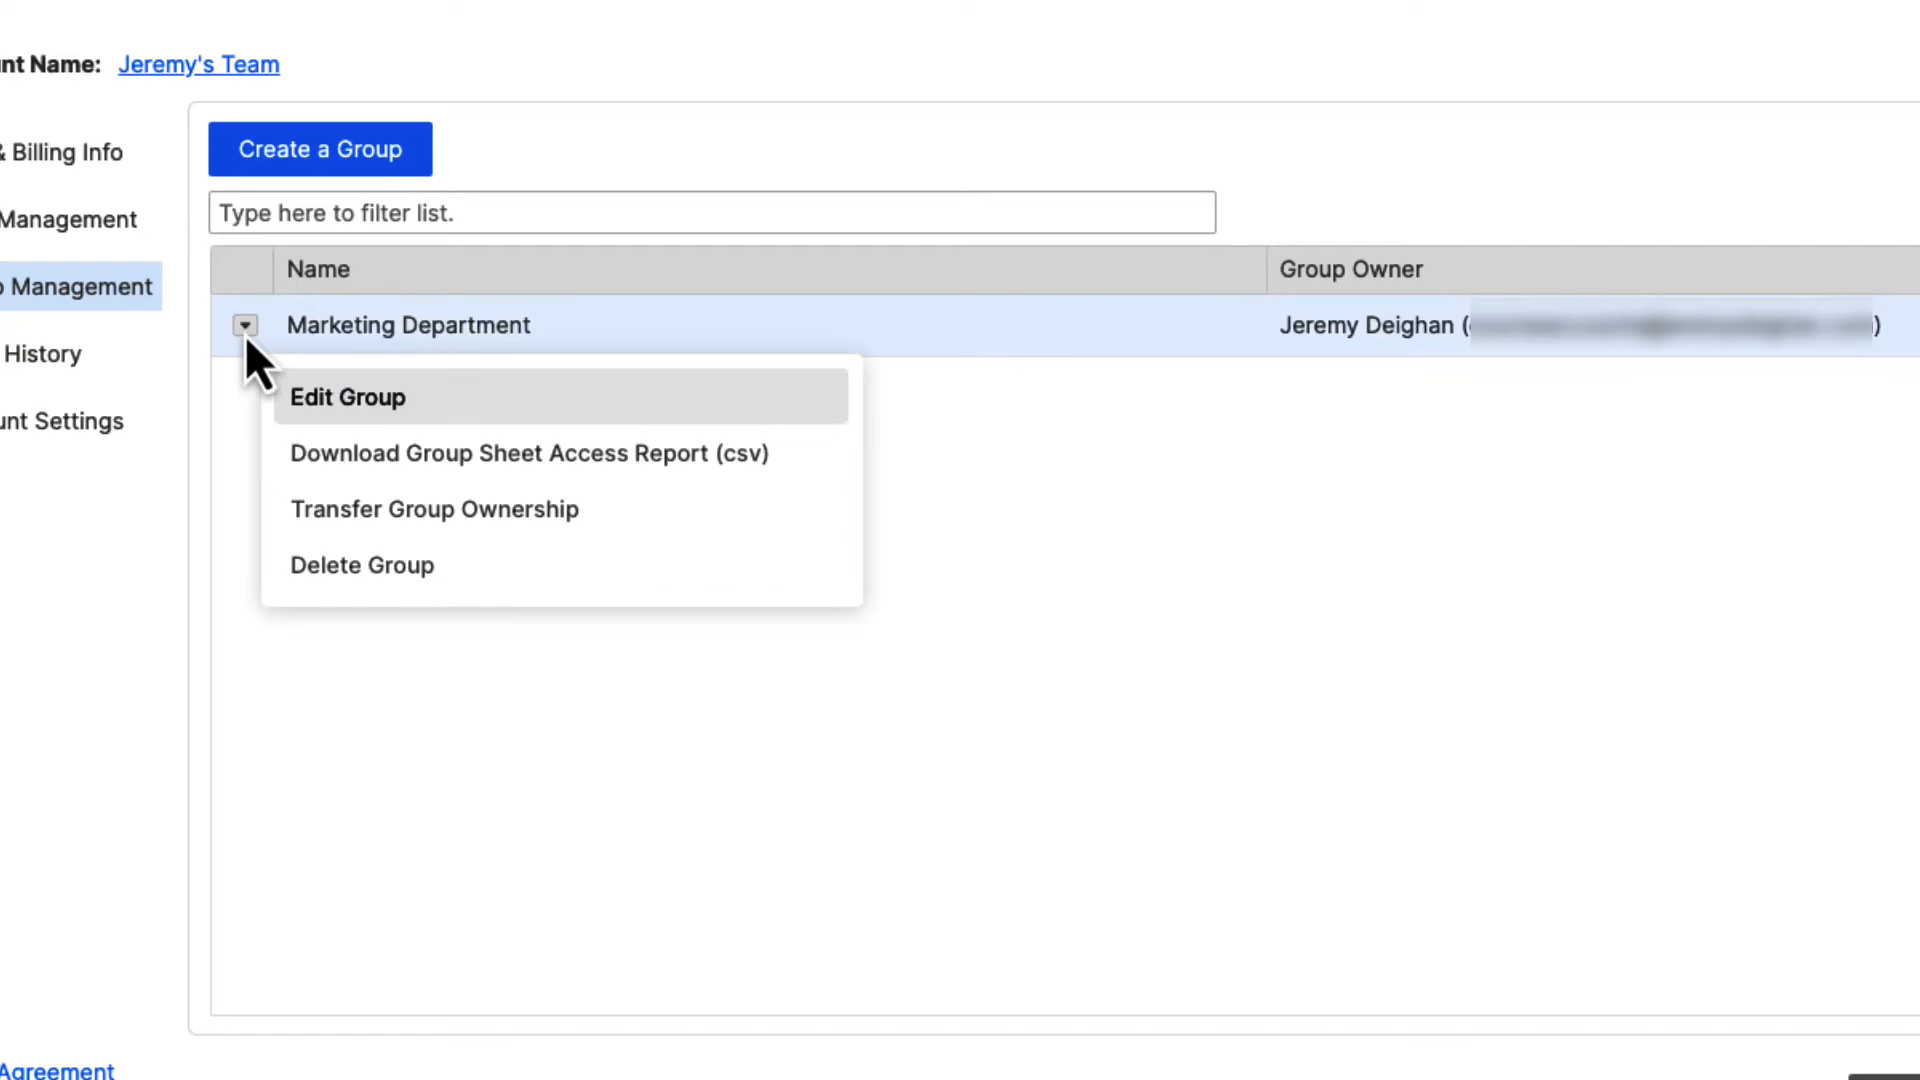 nt Name: Jeremy's Team
& Billing Info
Management
Management
History
nt Settings
Create a Group
Type here to filter list.
Name Group Owner
Marketing Department Jeremy Deighan ( )
Edit Group
Download Group Sheet Access Report (csv)
Transfer Group Ownership
Delete Group
Agreement